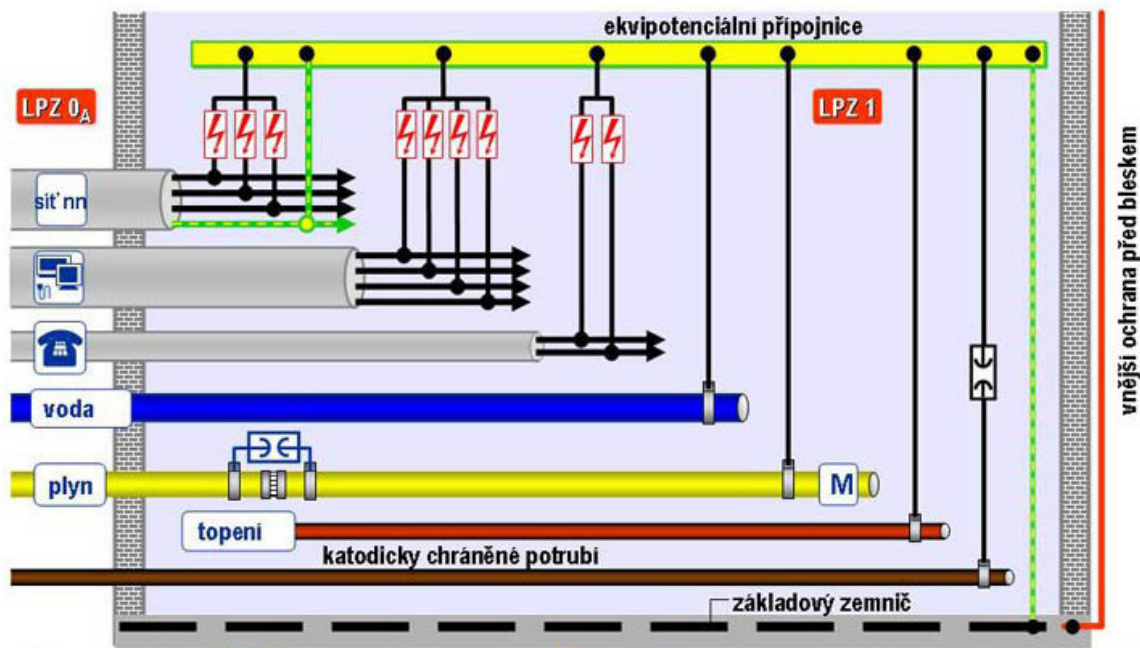 ekvipotenciální přípojnice
LPZ 0A
LPZ 1
síť nn
voda
plyn
M
topení
katodicky chráněné potrubí
základový zemnič
vnější ochrana před bleskem